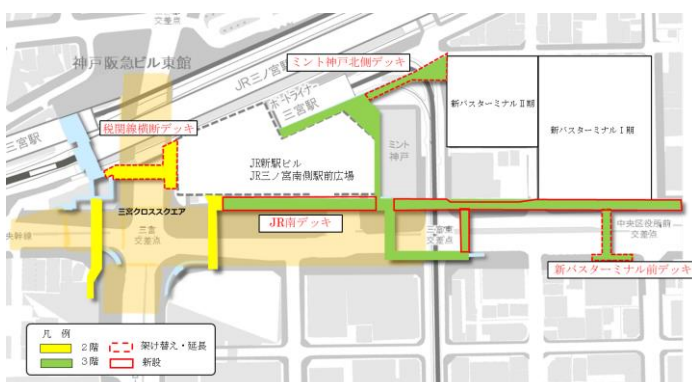 神戸阪急ビル東館
ミント神戸北側デッキ
JR三ノ宮駅
ポートライナー
三宮駅
三宮駅
税関線横断デッキ
新バスターミナルⅡ期
新バスターミナルⅠ期
ミント
神戸
JR新駅ビル
JR三ノ宮南側駅前広場
三宮クロススクエア
JR南デッキ
央幹線
三宮
交差点
三宮東
交差点
中央区役所前
交差点
新バスターミナル前デッキ
凡 例
2階
架け替え・延長
3階
新設